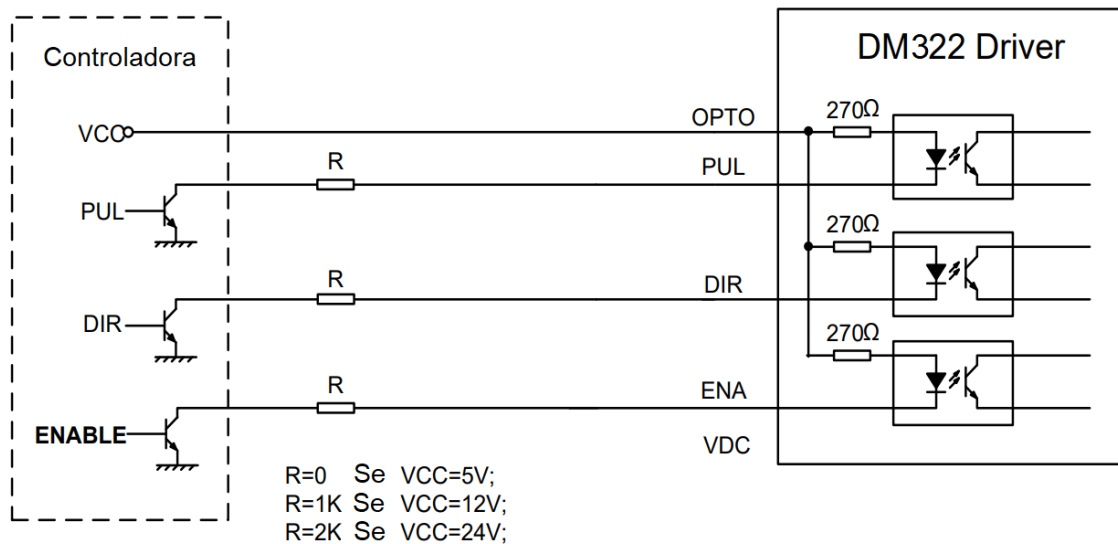 Controladora
DM322 Driver
VCC
OPTO
270Ω
R
PUL
PUL
270Ω
R
DIR
DIR
270Ω
R
ENA
ENABLE
VDC
R=0 Se VCC=5V;
R=1K Se VCC=12V;
R=2K Se VCC=24V;